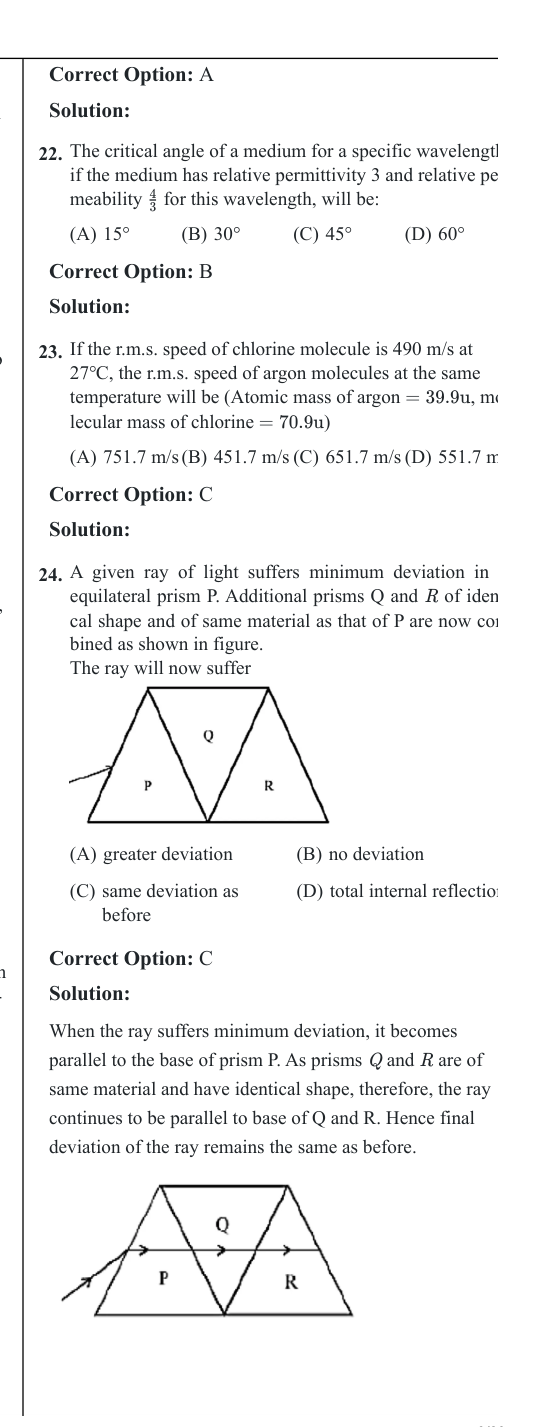 Correct Option: A
Solution:
22. The critical angle of a medium for a specific wavelengtl
if the medium has relative permittivity 3 and relative pe
meability 4/3 for this wavelength, will be:
(A) 15° (B) 30° (C) 45° (D) 60°
Correct Option: B
Solution:
23. If the r.m.s. speed of chlorine molecule is 490 m/s at
27°C, the r.m.s. speed of argon molecules at the same
temperature will be (Atomic mass of argon = 39.9u, mo
lecular mass of chlorine = 70.9u)
(A) 751.7 m/s (B) 451.7 m/s (C) 651.7 m/s (D) 551.7 m
Correct Option: C
Solution:
24. A given ray of light suffers minimum deviation in
equilateral prism P. Additional prisms Q and R of iden
cal shape and of same material as that of P are now cor
bined as shown in figure.
The ray will now suffer
Q
P R
(A) greater deviation (B) no deviation
(C) same deviation as (D) total internal reflection
before
Correct Option: C
Solution:
When the ray suffers minimum deviation, it becomes
parallel to the base of prism P. As prisms Q and R are of
same material and have identical shape, therefore, the ray
continues to be parallel to base of Q and R. Hence final
deviation of the ray remains the same as before.
Q
P R